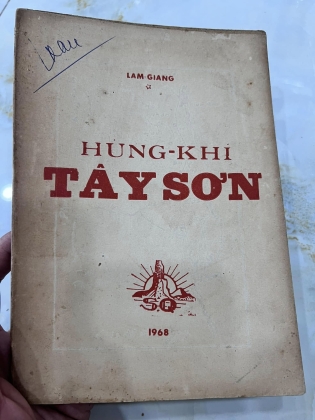 LAM-GIANG
HÙNG-KHÍ
TÂY SƠN
S.Q
1968